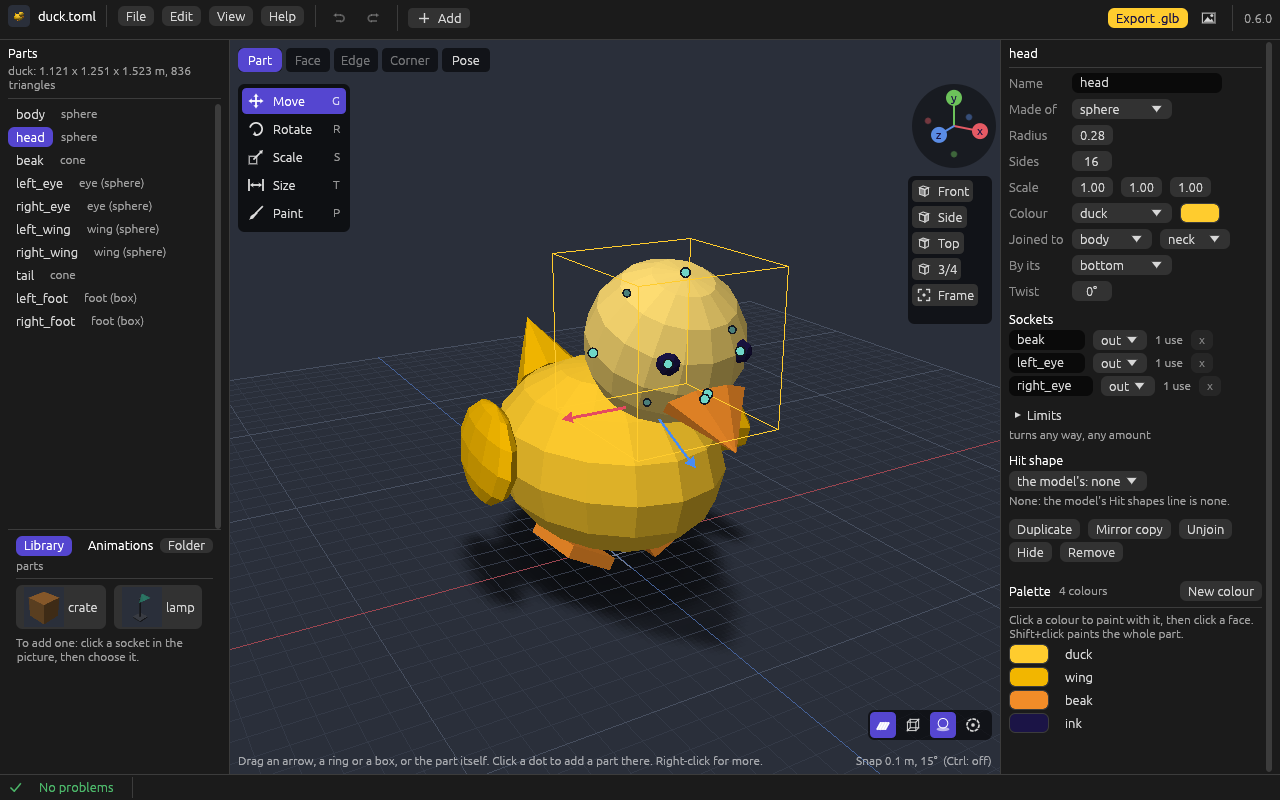 duck.toml File Edit View Help + Add Export .glb 0.6.0
Parts
duck: 1.121 x 1.251 x 1.523 m, 836
triangles
body sphere
head sphere
beak cone
left_eye eye (sphere)
right_eye eye (sphere)
left_wing wing (sphere)
right_wing wing (sphere)
tail cone
left_foot foot (box)
right_foot foot (box)
Library Animations Folder
parts
crate lamp
To add one: click a socket in the
picture, then choose it.
Part Face Edge Corner Pose
Move G
Rotate R
Scale S
Size T
Paint P
y
x
z
Front
Side
Top
3/4
Frame
Drag an arrow, a ring or a box, or the part itself. Click a dot to add a part there. Right-click for more. Snap 0.1 m, 15° (Ctrl: off)
head
Name head
Made of sphere
Radius 0.28
Sides 16
Scale 1.00 1.00 1.00
Colour duck
Joined to body neck
By its bottom
Twist 0°
Sockets
beak out 1 use x
left_eye out 1 use x
right_eye out 1 use x
Limits
turns any way, any amount
Hit shape
the model's: none
None: the model's Hit shapes line is none.
Duplicate Mirror copy Unjoin
Hide Remove
Palette 4 colours New colour
Click a colour to paint with it, then click a face.
Shift+click paints the whole part.
duck
wing
beak
ink
No problems